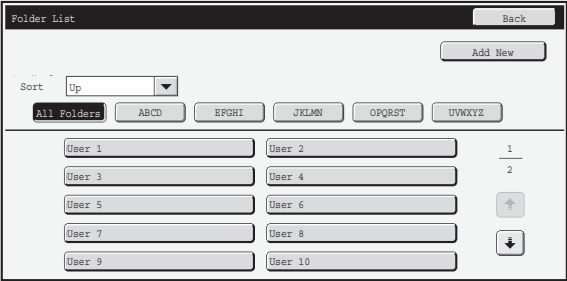 Folder List Back
Add New
Sort Up
All Folders ABCD EFGHI JKLMN OPQRST UVWXYZ
User 1 User 2 1
User 3 User 4 2
User 5 User 6
User 7 User 8
User 9 User 10